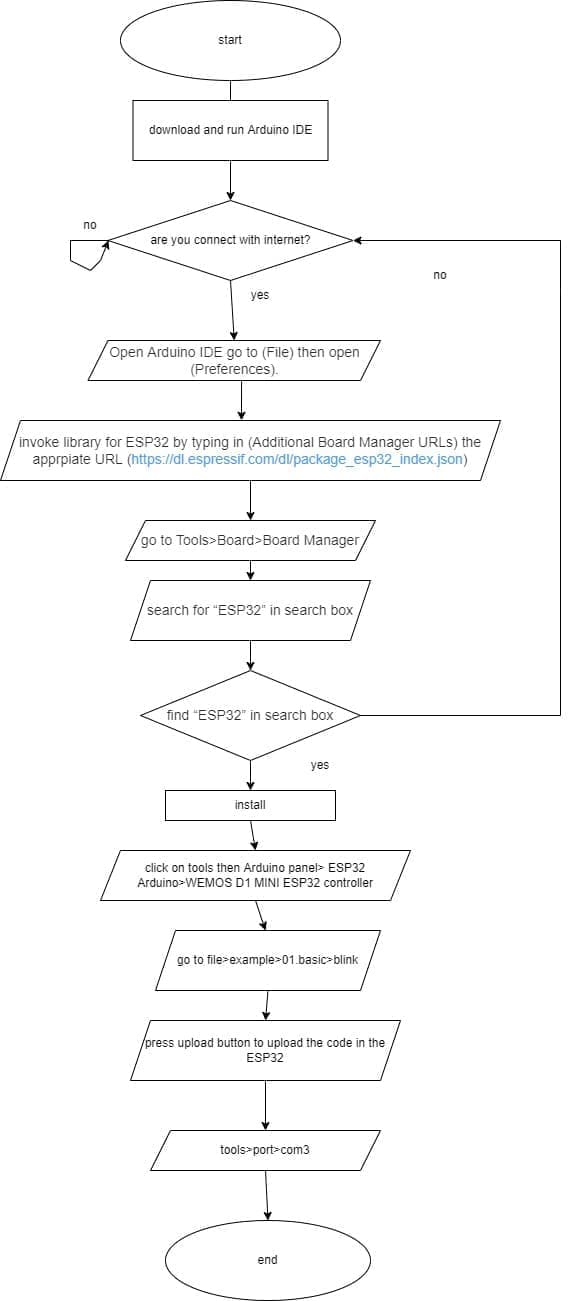 start
download and run Arduino IDE
are you connect with internet?
no
no
yes
Open Arduino IDE go to (File) then open
(Preferences).
invoke library for ESP32 by typing in (Additional Board Manager URLs) the
apprpiate URL (https://dl.espressif.com/dl/package_esp32_index.json)
go to Tools>Board>Board Manager
search for “ESP32” in search box
find “ESP32” in search box
yes
install
click on tools then Arduino panel> ESP32
Arduino>WEMOS D1 MINI ESP32 controller
go to file>example>01.basic>blink
press upload button to upload the code in the
ESP32
tools>port>com3
end